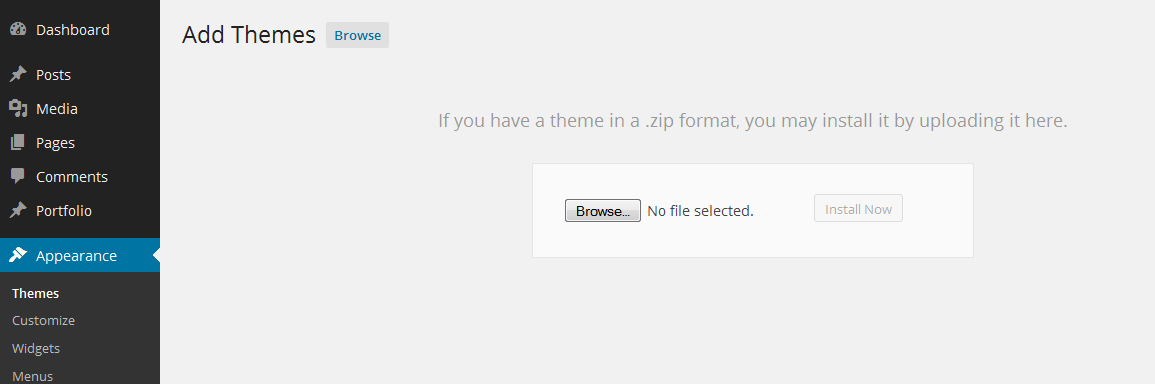 Dashboard
Posts
Media
Pages
Comments
Portfolio
Appearance
Themes
Customize
Widgets
Menus
Add Themes Browse
If you have a theme in a .zip format, you may install it by uploading it here.
Browse... No file selected. Install Now